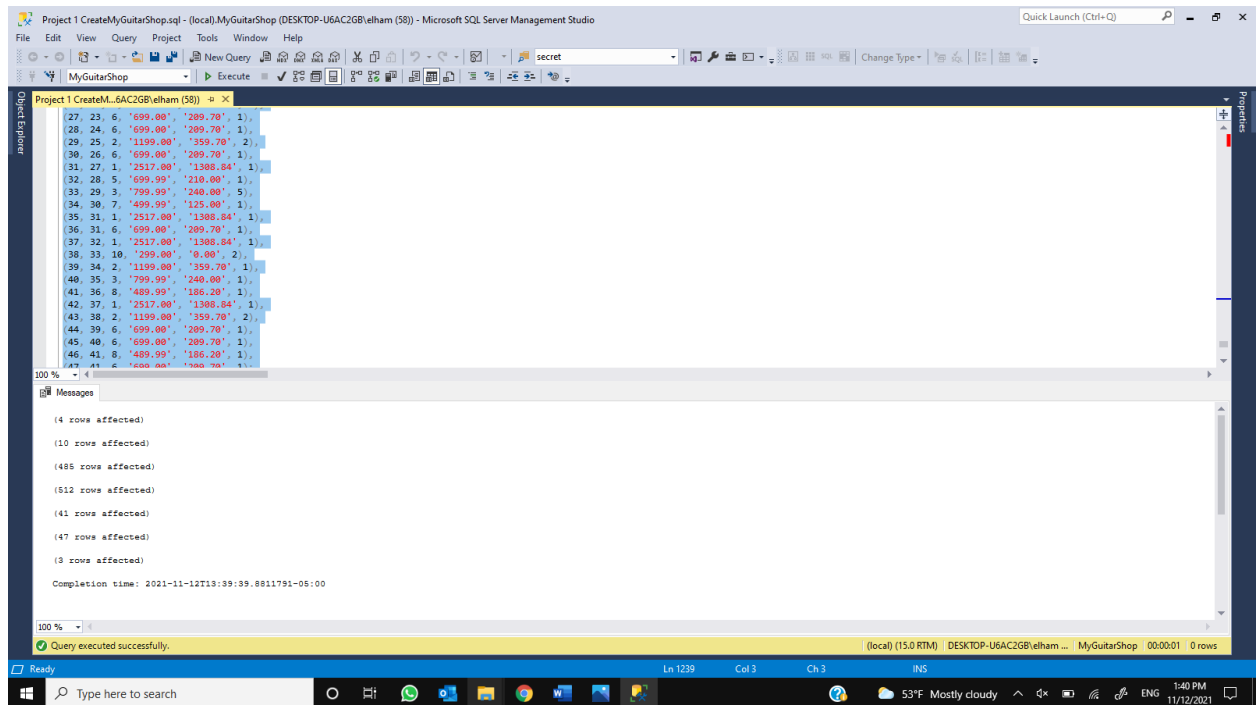 Project 1 CreateMyGuitarShop.sql - (local).MyGuitarShop (DESKTOP-U6AC2GB\elham (58)) - Microsoft SQL Server Management Studio
Quick Launch (Ctrl+Q)
File Edit View Query Project Tools Window Help
New Query
secret
Change Type
MyGuitarShop
Execute
Project 1 CreateM...6AC2GB\elham (58))
Object Explorer
Properties
(27, 23, 6, '699.00', '209.70', 1),
(28, 24, 6, '699.00', '209.70', 1),
(29, 25, 2, '1199.00', '359.70', 2),
(30, 26, 6, '699.00', '209.70', 1),
(31, 27, 1, '2517.00', '1308.84', 1),
(32, 28, 5, '699.99', '210.00', 1),
(33, 29, 3, '799.99', '240.00', 5),
(34, 30, 7, '499.99', '125.00', 1),
(35, 31, 1, '2517.00', '1308.84', 1),
(36, 31, 6, '699.00', '209.70', 1),
(37, 32, 1, '2517.00', '1308.84', 1),
(38, 33, 10, '299.00', '0.00', 2),
(39, 34, 2, '1199.00', '359.70', 1),
(40, 35, 3, '799.99', '240.00', 1),
(41, 36, 8, '489.99', '186.20', 1),
(42, 37, 1, '2517.00', '1308.84', 1),
(43, 38, 2, '1199.00', '359.70', 2),
(44, 39, 6, '699.00', '209.70', 1),
(45, 40, 6, '699.00', '209.70', 1),
(46, 41, 8, '489.99', '186.20', 1),
(47, 41, 6, '699.00', '209.70', 1);
100 %
Messages
(4 rows affected)
(10 rows affected)
(485 rows affected)
(512 rows affected)
(41 rows affected)
(47 rows affected)
(3 rows affected)
Completion time: 2021-11-12T13:39:39.8811791-05:00
100 %
Query executed successfully.
(local) (15.0 RTM) DESKTOP-U6AC2GB\elham ... MyGuitarShop 00:00:01 0 rows
Ready
Ln 1239 Col 3 Ch 3 INS
Type here to search
53°F Mostly cloudy
ENG
1:40 PM
11/12/2021